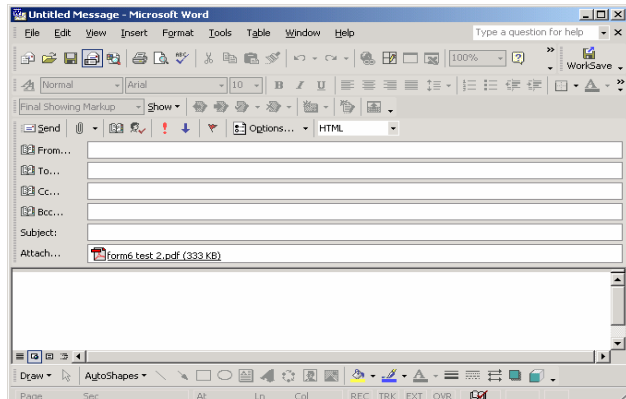 Untitled Message - Microsoft Word
File Edit View Insert Format Tools Table Window Help Type a question for help
100% WorkSave
Normal Arial 10 B I U A
Final Showing Markup Show
Send Options... HTML
From...
To...
Cc...
Bcc...
Subject:
Attach... form6 test 2.pdf (333 KB)
Draw AutoShapes A
Page Sec At Ln Col REC TRK EXT OVR